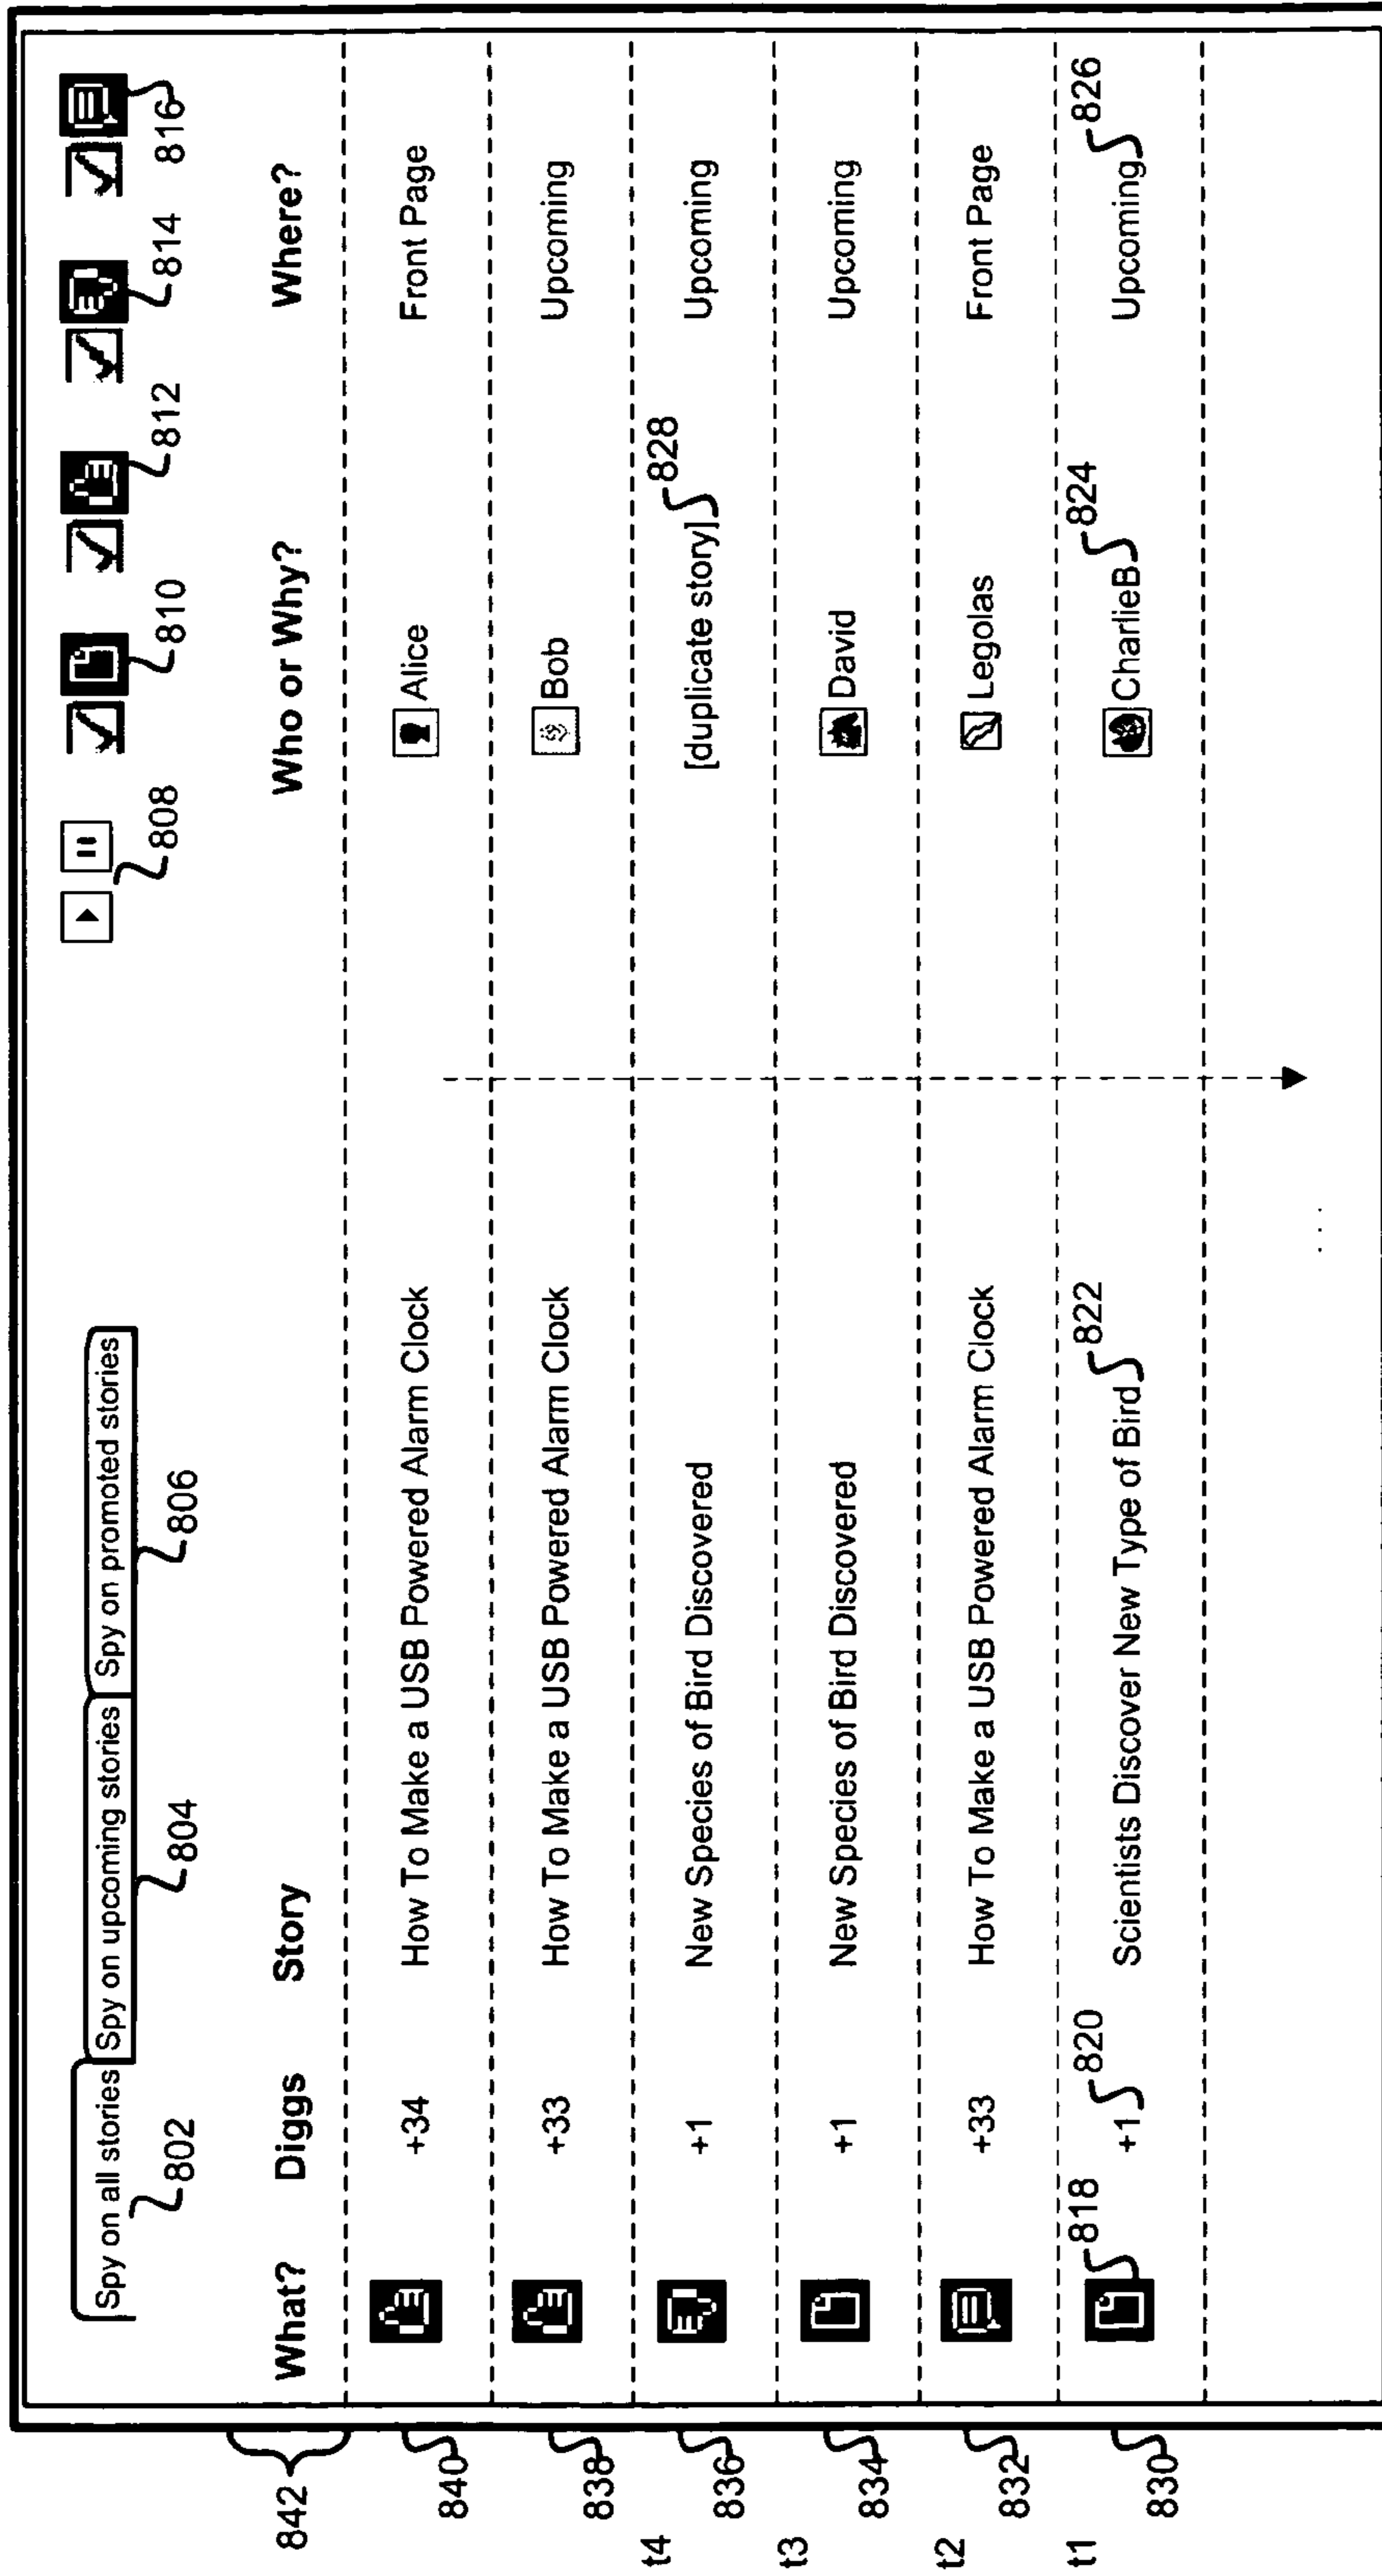 Spy on all stories Spy on upcoming stories Spy on promoted stories
802 804 806 808 810 812 814 816
842 What? Diggs Story Who or Why? Where?
840 +34 How To Make a USB Powered Alarm Clock Alice Front Page
838 +33 How To Make a USB Powered Alarm Clock Bob Upcoming
828
t4 836 +1 New Species of Bird Discovered [duplicate story] Upcoming
t3 834 +1 New Species of Bird Discovered David Upcoming
t2 832 +33 How To Make a USB Powered Alarm Clock Legolas Front Page
818 820 822 824 826
t1 830 +1 Scientists Discover New Type of Bird CharlieB Upcoming
...